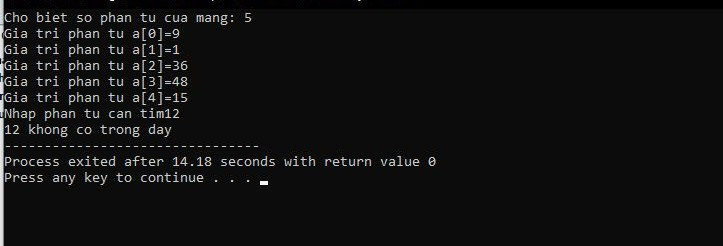 Cho biet so phan tu cua mang: 5
Gia tri phan tu a[0]=9
Gia tri phan tu a[1]=1
Gia tri phan tu a[2]=36
Gia tri phan tu a[3]=48
Gia tri phan tu a[4]=15
Nhap phan tu can tim12
12 khong co trong day
--------------------------------
Process exited after 14.18 seconds with return value 0
Press any key to continue . . .